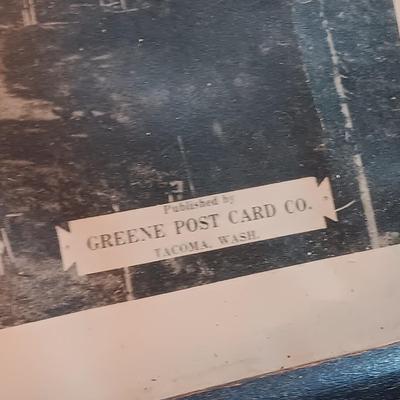 Published by
GREENE POST CARD CO.
TACOMA, WASH.